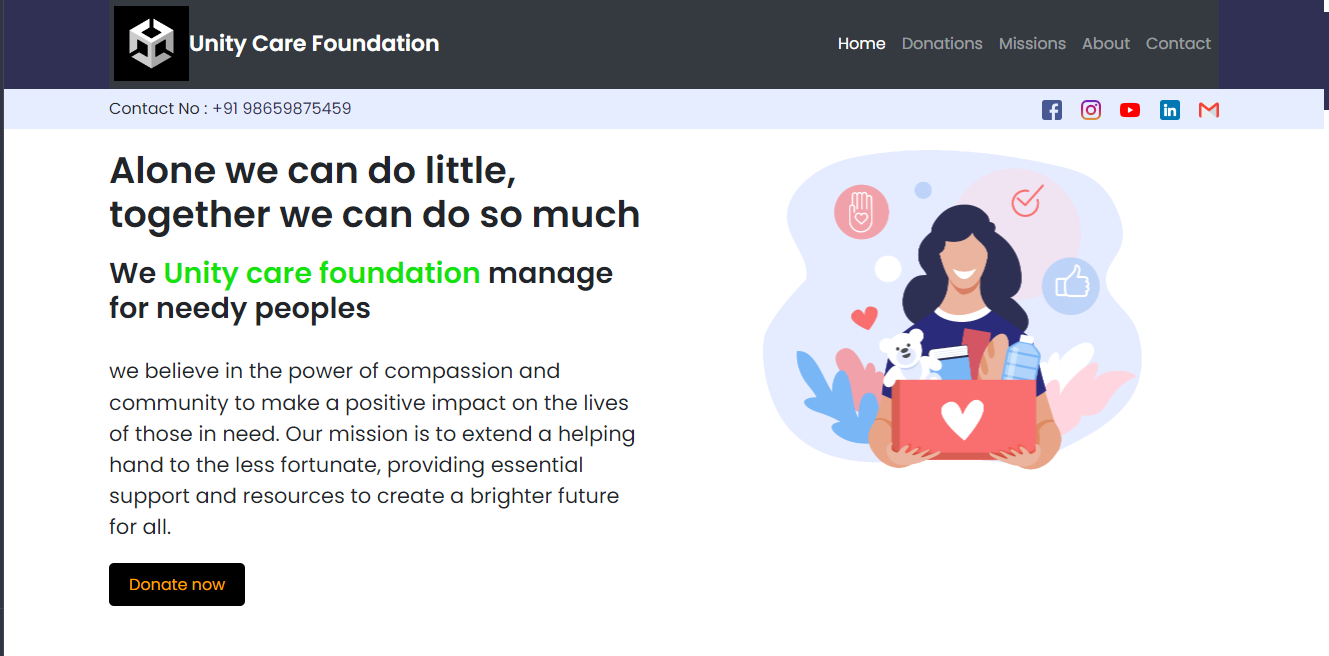 Unity Care Foundation
Home Donations Missions About Contact
Contact No : +91 98659875459
Alone we can do little,
together we can do so much
We Unity care foundation manage
for needy peoples
we believe in the power of compassion and
community to make a positive impact on the lives
of those in need. Our mission is to extend a helping
hand to the less fortunate, providing essential
support and resources to create a brighter future
for all.
Donate now